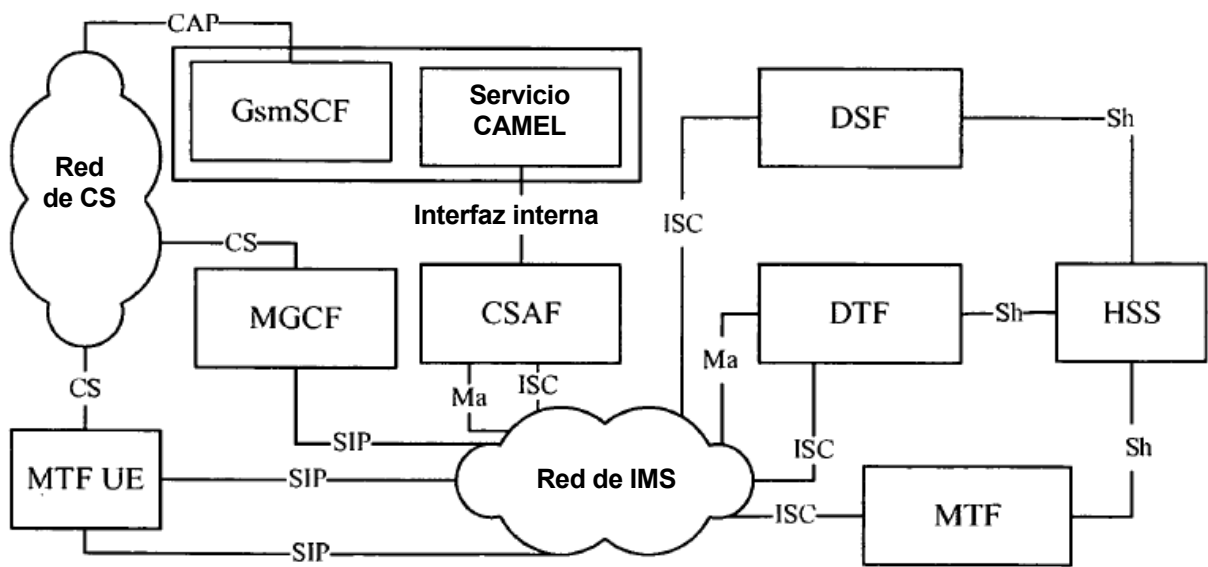 CAP
GsmSCF
Servicio
CAMEL
DSF
Sh
Red
de CS
ISC
Interfaz interna
CS
MGCF
CSAF
DTF
Sh
HSS
Ma
CS
Ma
ISC
SIP
ISC
Sh
MTF UE
SIP
Red de IMS
ISC
MTF
SIP